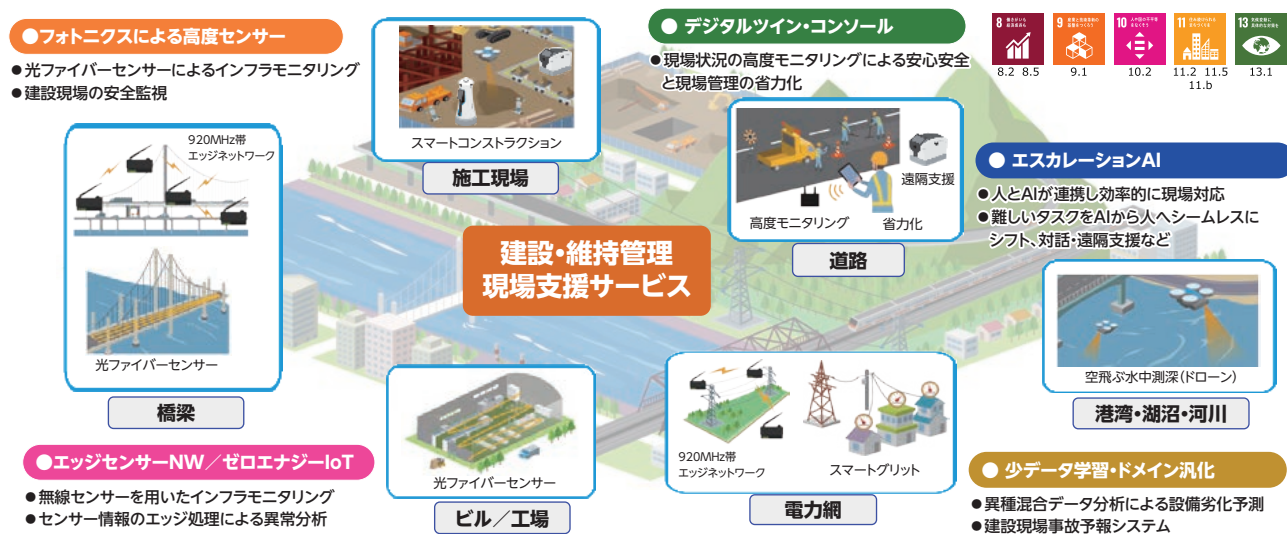 ●フォトニクスによる高度センサー
●光ファイバーセンサーによるインフラモニタリング
●建設現場の安全監視
920MHz帯
エッジネットワーク
光ファイバーセンサー
橋梁
スマートコンストラクション
施工現場
●デジタルツイン・コンソール
●現場状況の高度モニタリングによる安心安全
と現場管理の省力化
遠隔支援
高度モニタリング
省力化
道路
8
8.2 8.5
9
9.1
10
10.2
11
11.2 11.5
11.b
13
13.1
●エスカレーションAI
●人とAIが連携し効率的に現場対応
●難しいタスクをAIから人へシームレスに
シフト、対話・遠隔支援など
空飛ぶ水中測深(ドローン)
港湾・湖沼・河川
建設・維持管理
現場支援サービス
●エッジセンサーNW/ゼロエナジーIoT
●無線センサーを用いたインフラモニタリング
●センサー情報のエッジ処理による異常分析
光ファイバーセンサー
ビル/工場
920MHz帯
エッジネットワーク
スマートグリット
電力網
●少データ学習・ドメイン汎化
●異種混合データ分析による設備劣化予測
●建設現場事故予報システム